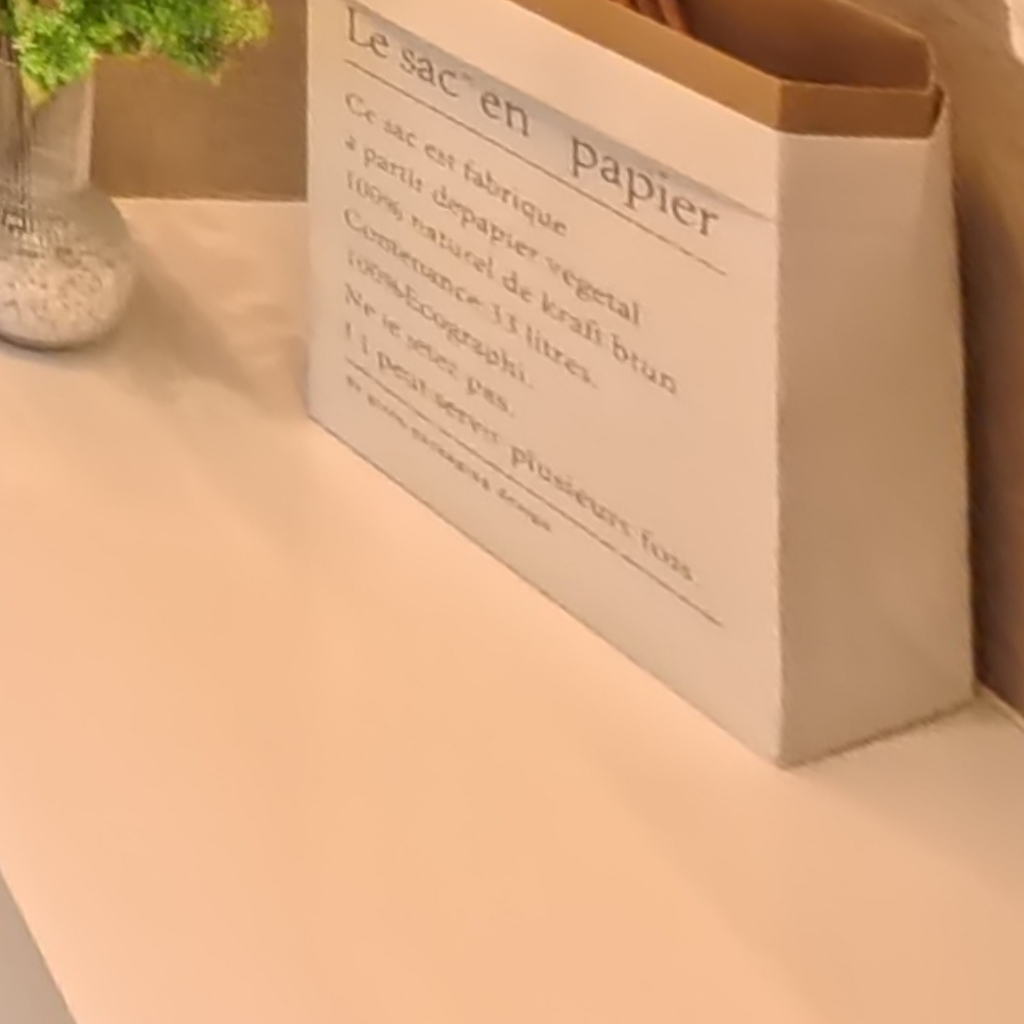 Le sac en papier
Ce sac est fabrique
a partir depapier vegetal
100% naturel de kraft brun
Contenance 33 litres.
100%Ecographi.
Ne le jetez pas.
peut servir plusieurs fois